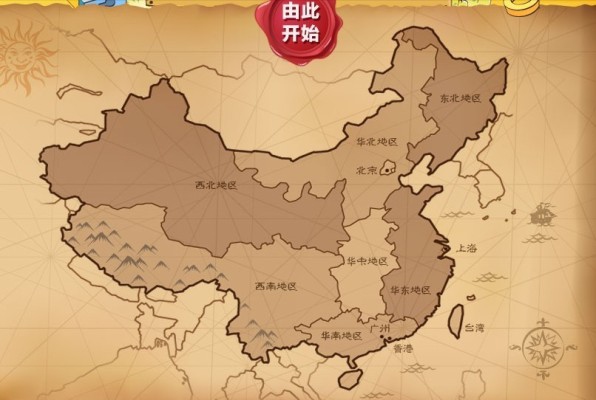 由此
开始
东北地区
华北地区
北京
西北地区
上海
华中地区
西南地区
华东地区
广州
台湾
华南地区
香港